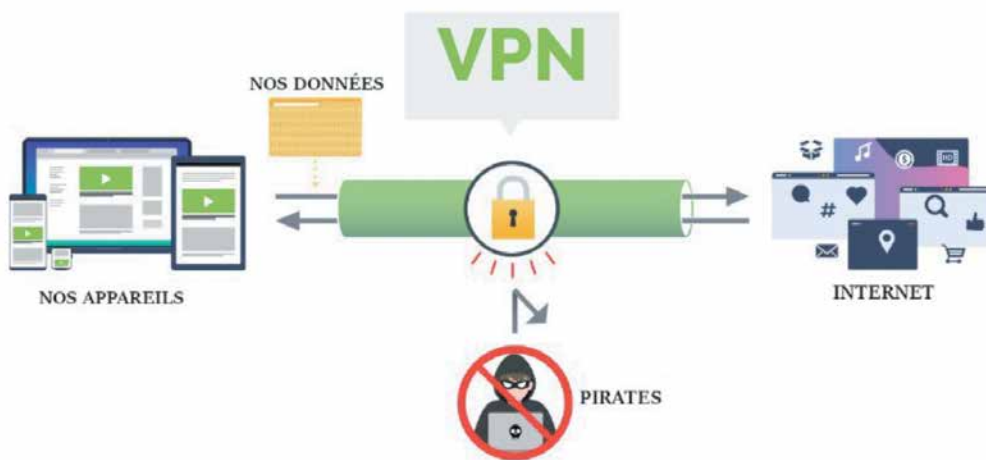 VPN
NOS DONNÉES
NOS APPAREILS
INTERNET
PIRATES